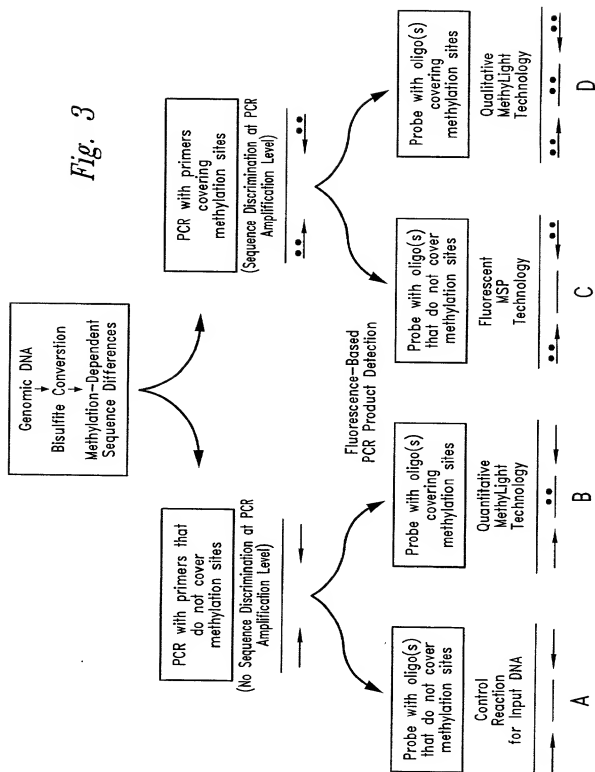 Fig. 3
Genomic DNA
Bisulfite Converstion
Methylation-Dependent
Sequence Differences
PCR with primers that
do not cover
methylation sites
(No Sequence Discrimination at PCR
Amplification Level)
PCR with primers
covering
methylation sites
(Sequence Discrimination at PCR
Amplification Level)
Fluorescence-Based
PCR Product Detection
Probe with oligo(s)
that do not cover
methylation sites
Control
Reaction
for Input DNA
A
Probe with oligo(s)
covering
methylation sites
Quantitative
MethyLight
Technology
B
Probe with oligo(s)
that do not cover
methylation sites
Fluorescent
MSP
Technology
C
Probe with oligo(s)
covering
methylation sites
Qualitative
MethyLight
Technology
D